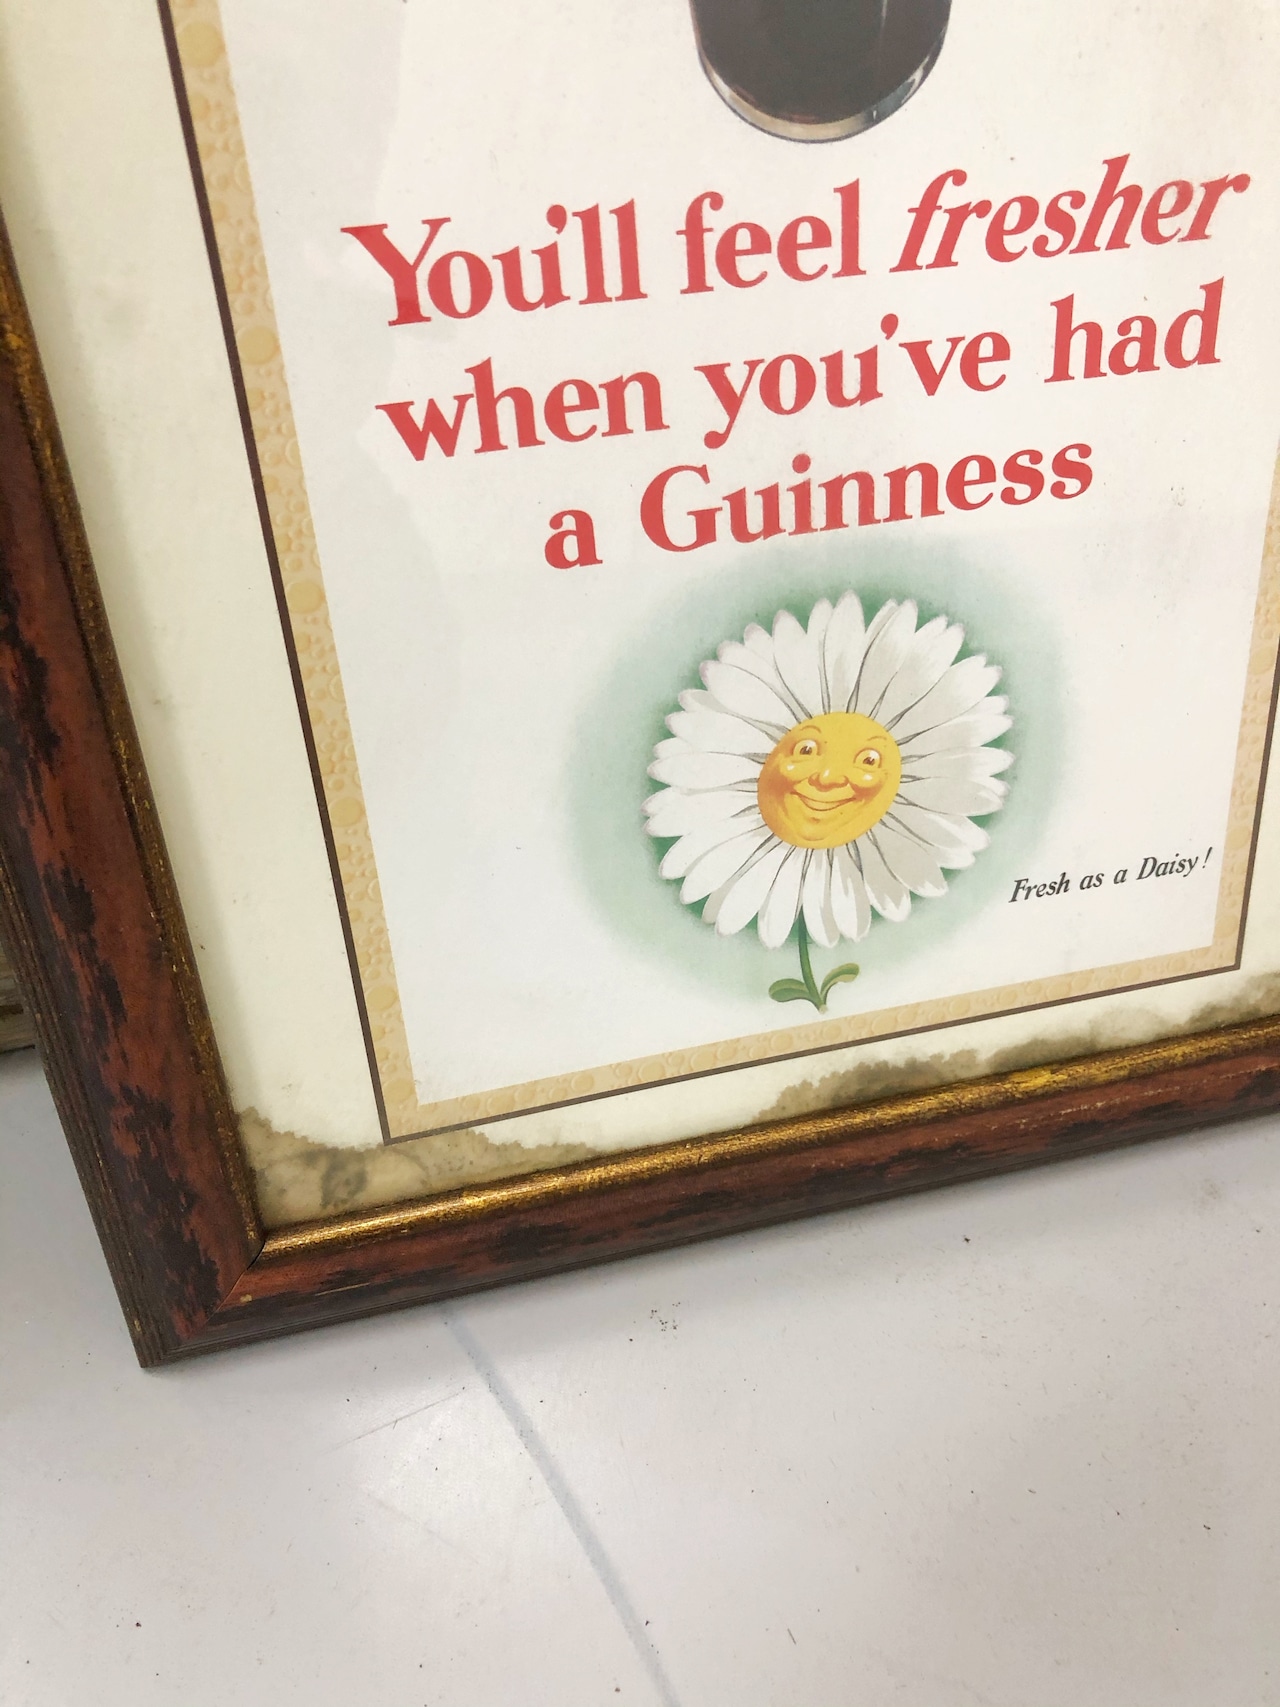 You'll feel fresher
when you've had
a Guinness
Fresh as a Daisy!